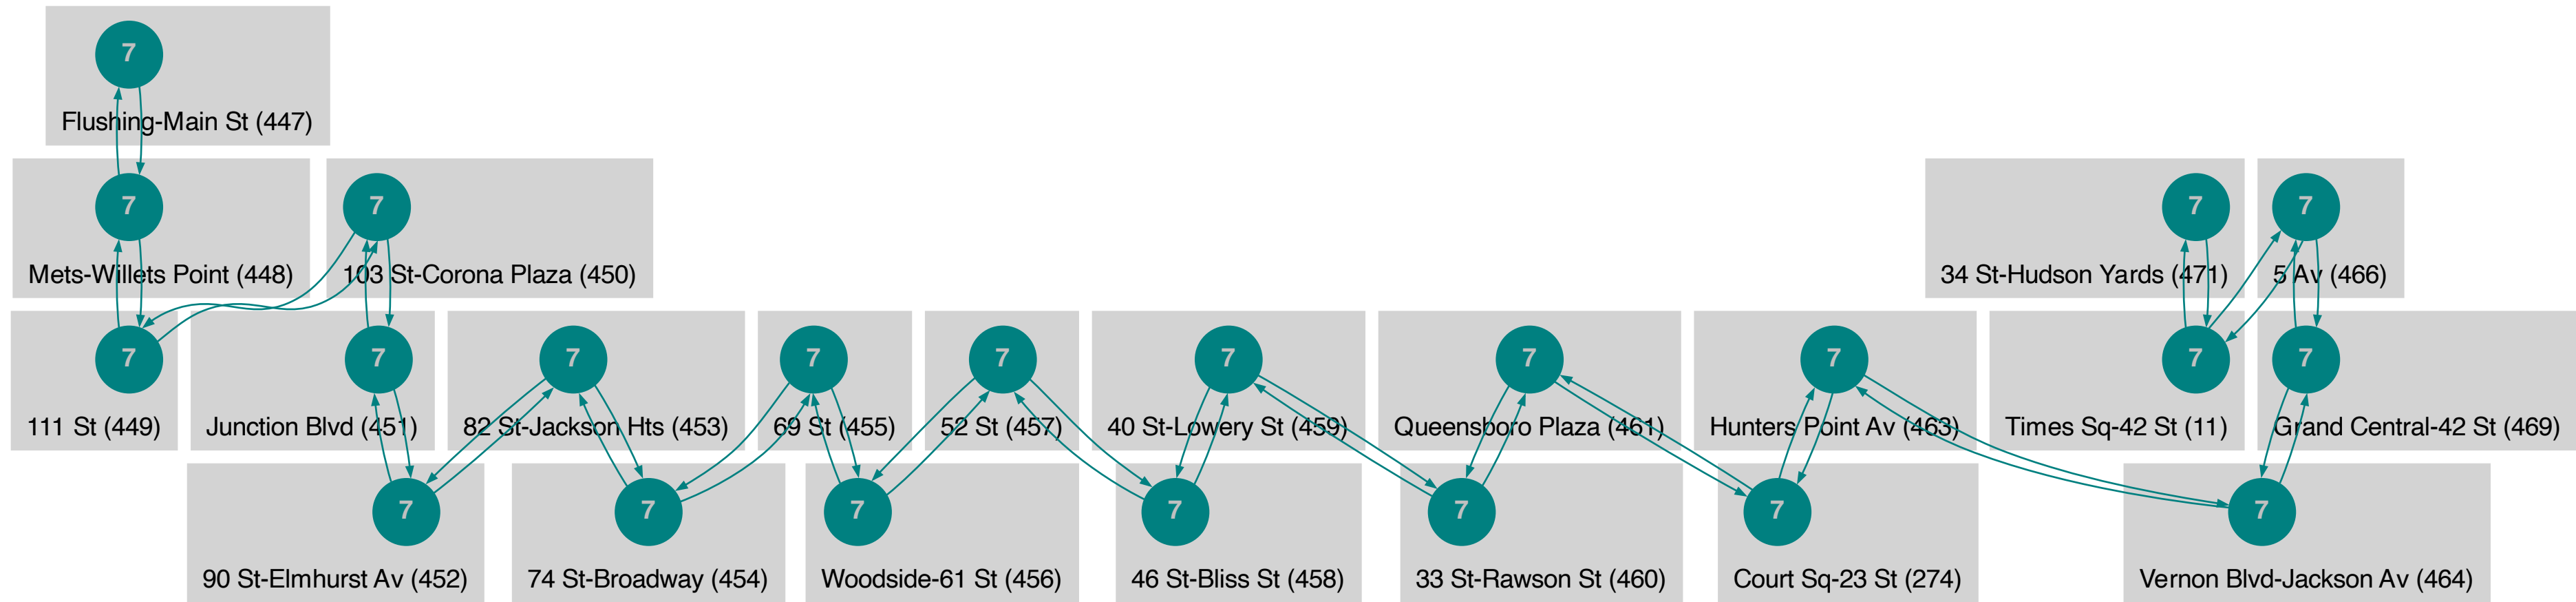 7
Flushing-Main St (447)
7
Mets-Willets Point (448)
7
103 St-Corona Plaza (450)
7
34 St-Hudson Yards (471)
7
5 Av (466)
7
111 St (449)
7
Junction Blvd (451)
7
82 St-Jackson Hts (453)
7
69 St (455)
7
52 St (457)
7
40 St-Lowery St (459)
7
Queensboro Plaza (461)
7
Hunters Point Av (463)
7
Times Sq-42 St (11)
7
Grand Central-42 St (469)
7
90 St-Elmhurst Av (452)
7
74 St-Broadway (454)
7
Woodside-61 St (456)
7
46 St-Bliss St (458)
7
33 St-Rawson St (460)
7
Court Sq-23 St (274)
7
Vernon Blvd-Jackson Av (464)